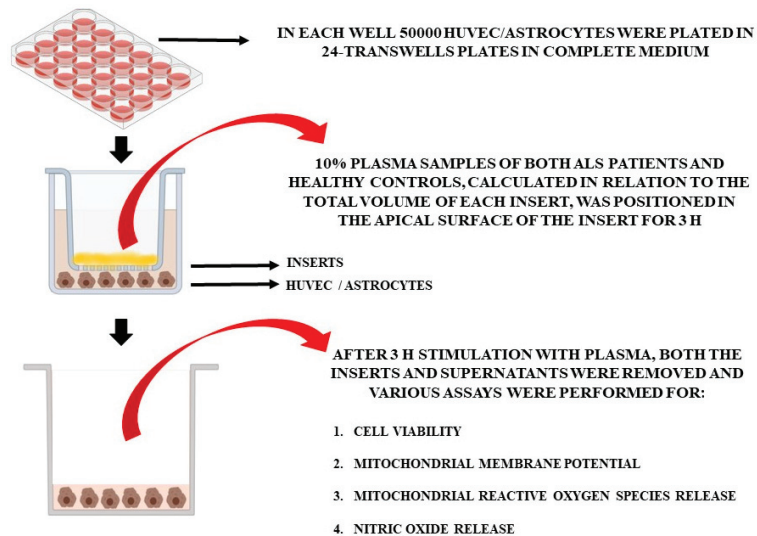 IN EACH WELL 50000 HUVEC/ASTROCYTES WERE PLATED IN
24-TRANSWELLS PLATES IN COMPLETE MEDIUM
10% PLASMA SAMPLES OF BOTH ALS PATIENTS AND
HEALTHY CONTROLS, CALCULATED IN RELATION TO THE
TOTAL VOLUME OF EACH INSERT, WAS POSITIONED IN
THE APICAL SURFACE OF THE INSERT FOR 3 H
INSERTS
HUVEC / ASTROCYTES
AFTER 3 H STIMULATION WITH PLASMA, BOTH THE
INSERTS AND SUPERNATANTS WERE REMOVED AND
VARIOUS ASSAYS WERE PERFORMED FOR:
1. CELL VIABILITY
2. MITOCHONDRIAL MEMBRANE POTENTIAL
3. MITOCHONDRIAL REACTIVE OXYGEN SPECIES RELEASE
4. NITRIC OXIDE RELEASE